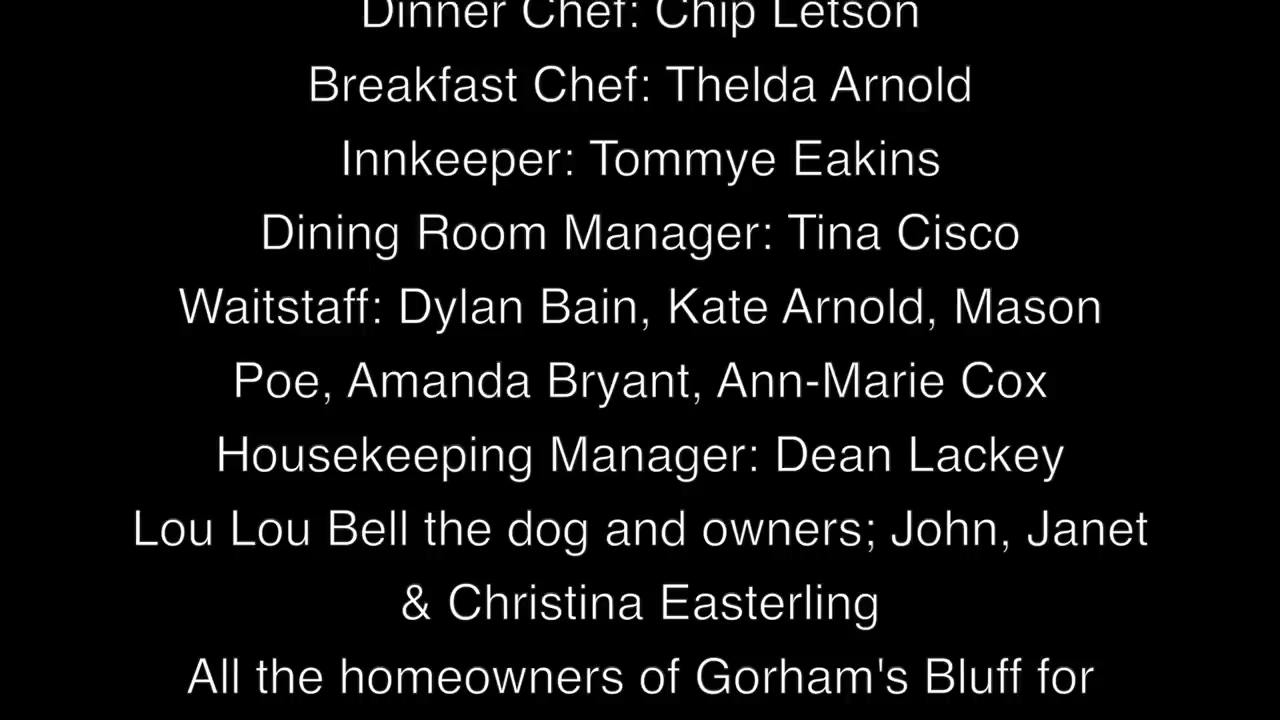 Dinner Chef: Chip Letson
Breakfast Chef: Thelda Arnold
Innkeeper: Tommye Eakins
Dining Room Manager: Tina Cisco
Waitstaff: Dylan Bain, Kate Arnold, Mason
Poe, Amanda Bryant, Ann-Marie Cox
Housekeeping Manager: Dean Lackey
Lou Lou Bell the dog and owners; John, Janet
& Christina Easterling
All the homeowners of Gorham's Bluff for